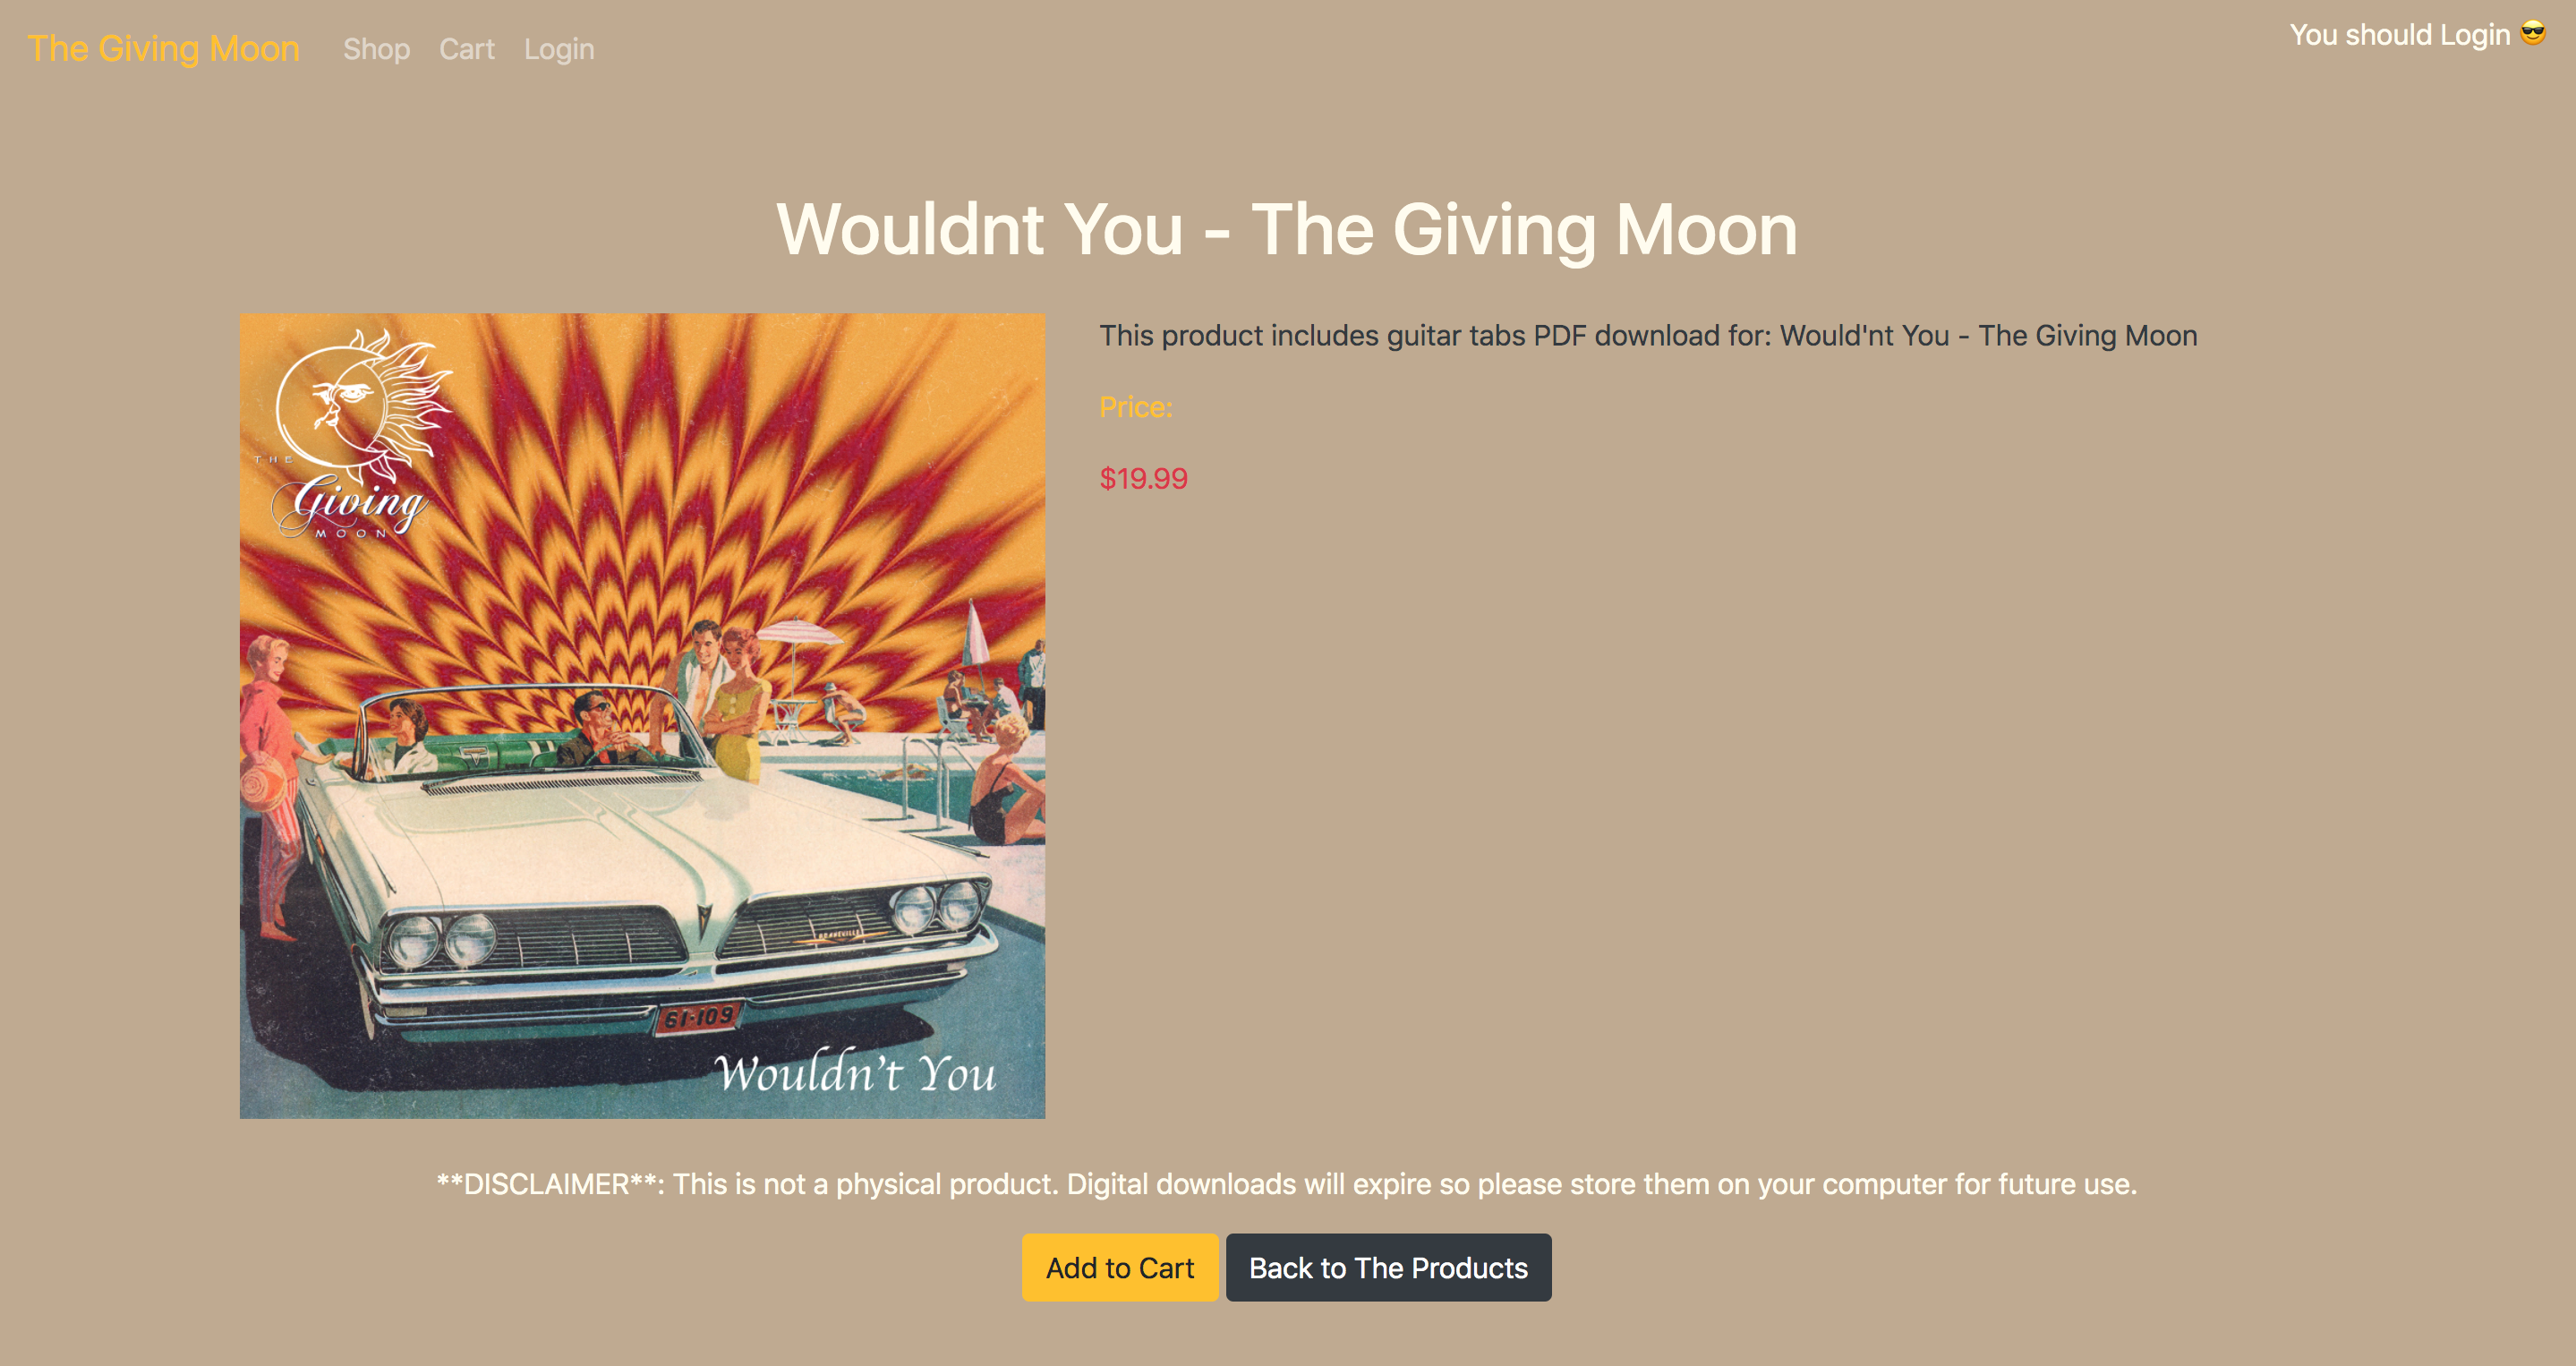 The Giving Moon Shop Cart Login You should Login 😎
Wouldnt You - The Giving Moon
THE
Giving
MOON
BONNEVILLE
61-109
Wouldn't You
This product includes guitar tabs PDF download for: Would'nt You - The Giving Moon
Price:
$19.99
**DISCLAIMER**: This is not a physical product. Digital downloads will expire so please store them on your computer for future use.
Add to Cart Back to The Products